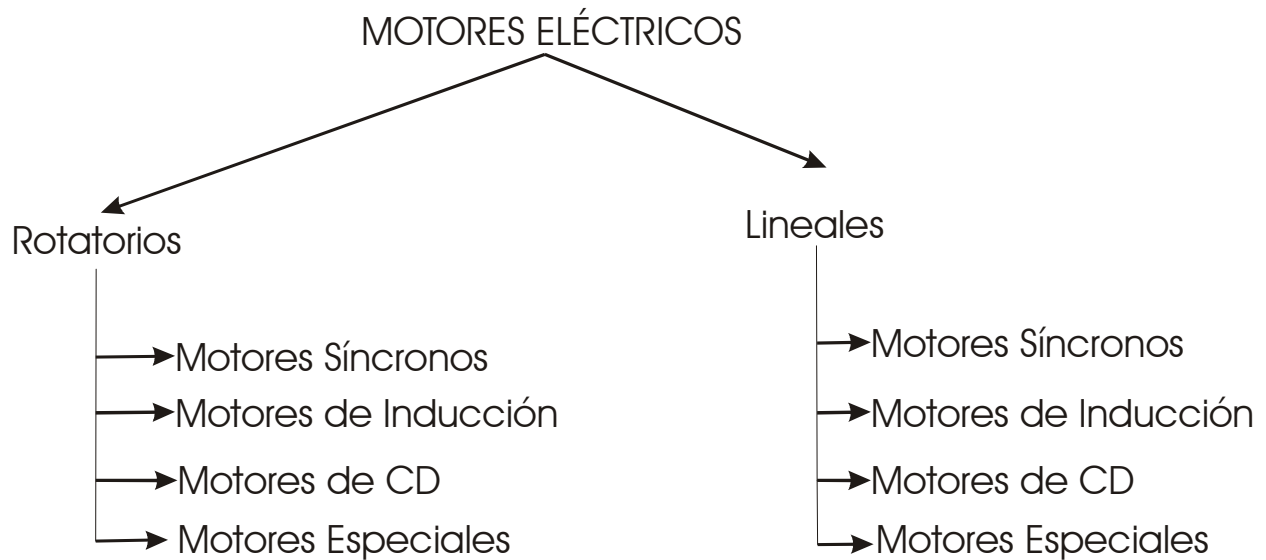 MOTORES ELÉCTRICOS
Rotatorios
Motores Síncronos
Motores de Inducción
Motores de CD
Motores Especiales
Lineales
Motores Síncronos
Motores de Inducción
Motores de CD
Motores Especiales